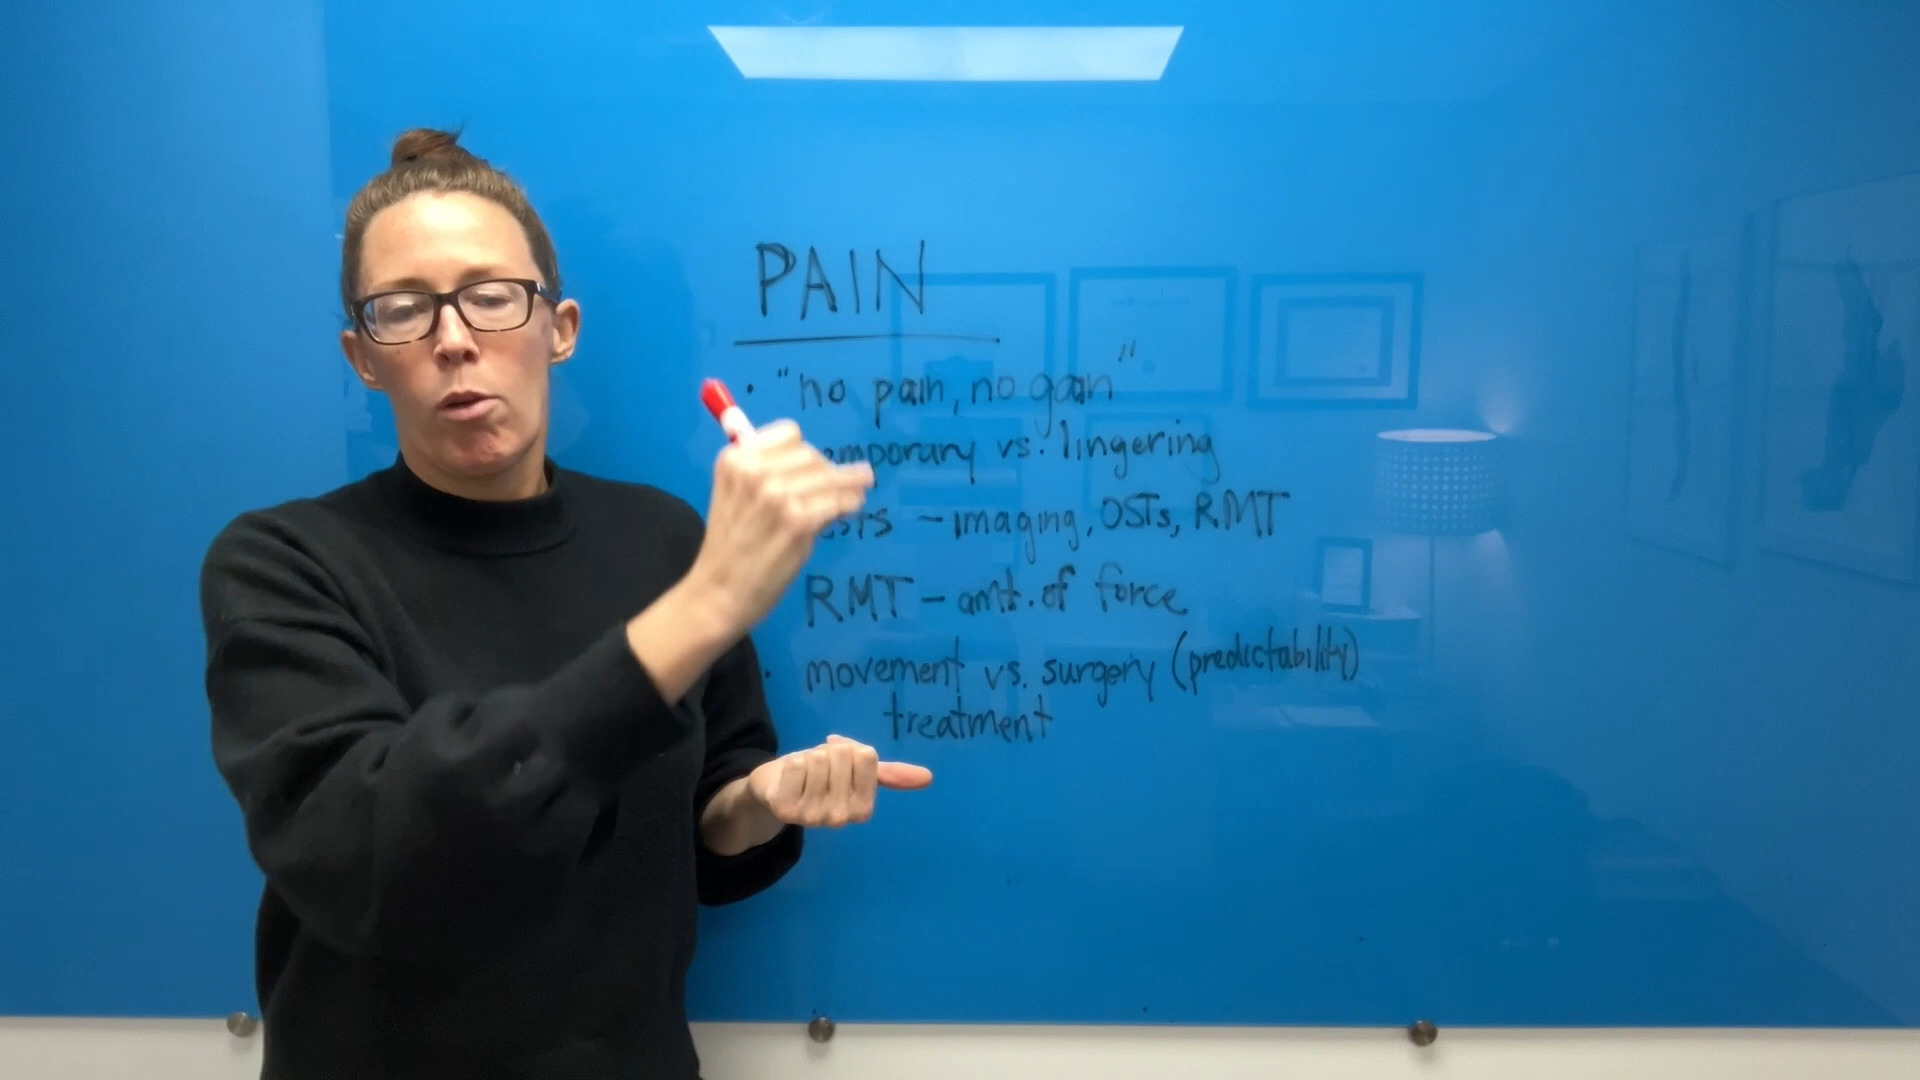 PAIN
• "no pain, no gain"
vs. lingering
– imaging, OSTs, RMT
RMT – amt. of force
• movement vs. surgery (predictability)
treatment